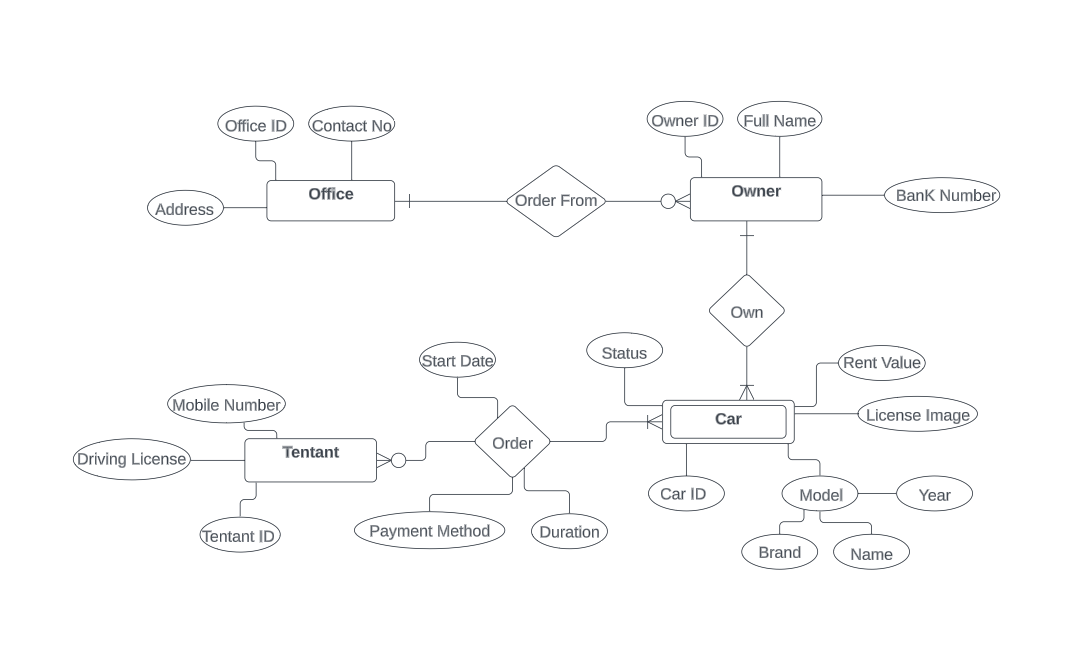 Office ID
Contact No
Owner ID
Full Name
Office
Owner
Address
Order From
BanK Number
Own
Status
Start Date
Rent Value
Mobile Number
License Image
Car
Tentant
Order
Driving License
Car ID
Model
Year
Payment Method
Duration
Tentant ID
Brand
Name